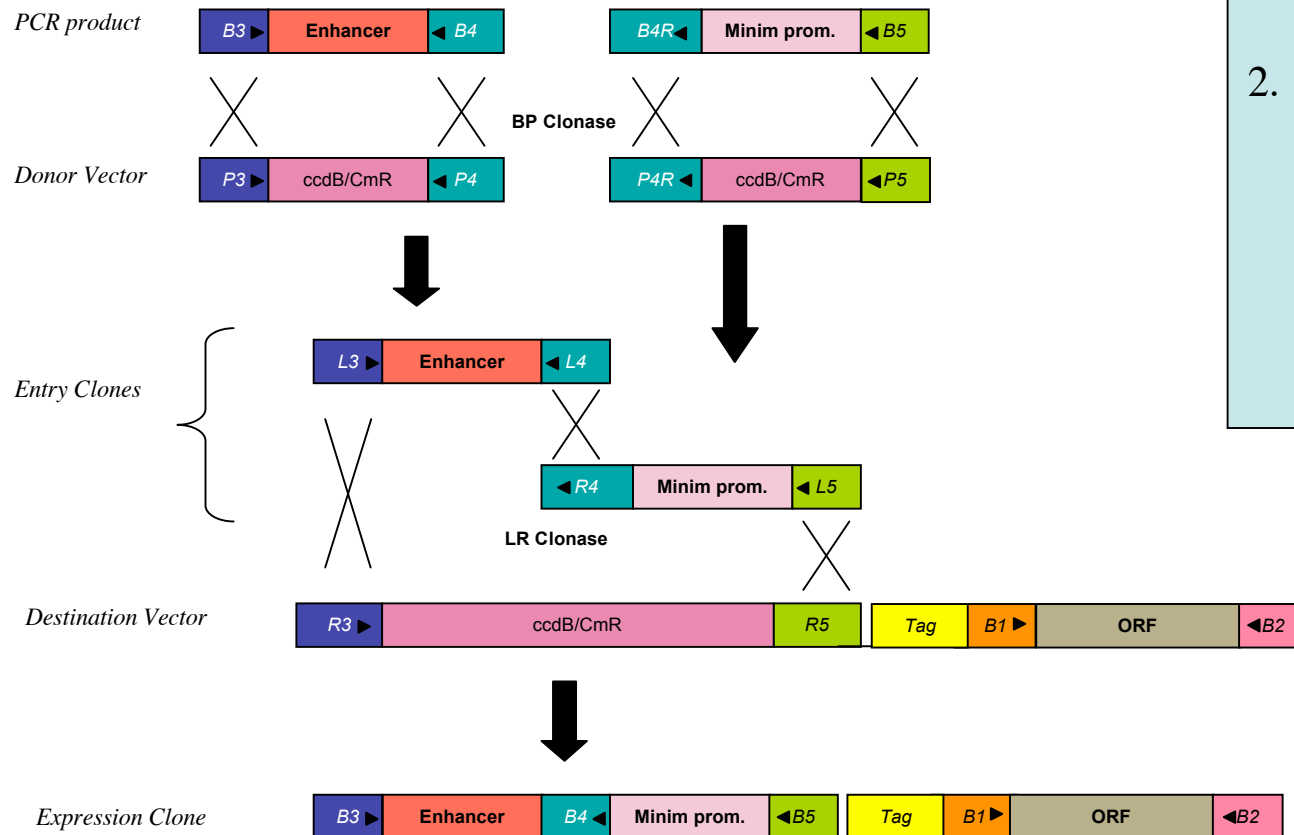 PCR product B3 Enhancer B4 B4R Minim prom. B5
2.
BP Clonase
Donor Vector P3 ccdB/CmR P4 P4R ccdB/CmR P5
L3 Enhancer L4
Entry Clones
R4 Minim prom. L5
LR Clonase
Destination Vector R3 ccdB/CmR R5 Tag B1 ORF B2
Expression Clone B3 Enhancer B4 Minim prom. B5 Tag B1 ORF B2